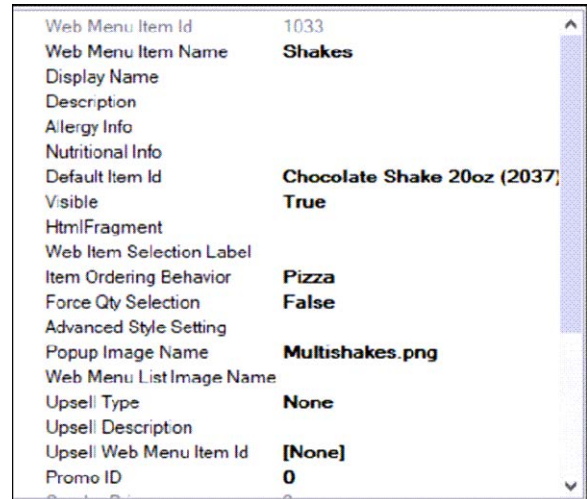 Web Menu Item Id 1033
Web Menu Item Name Shakes
Display Name
Description
Allergy Info
Nutritional Info
Default Item Id Chocolate Shake 20oz (2037)
Visible True
HtmlFragment
Web Item Selection Label
Item Ordering Behavior Pizza
Force Qty Selection False
Advanced Style Setting
Popup Image Name Multishakes.png
Web Menu List Image Name
Upsell Type None
Upsell Description
Upsell Web Menu Item Id [None]
Promo ID 0